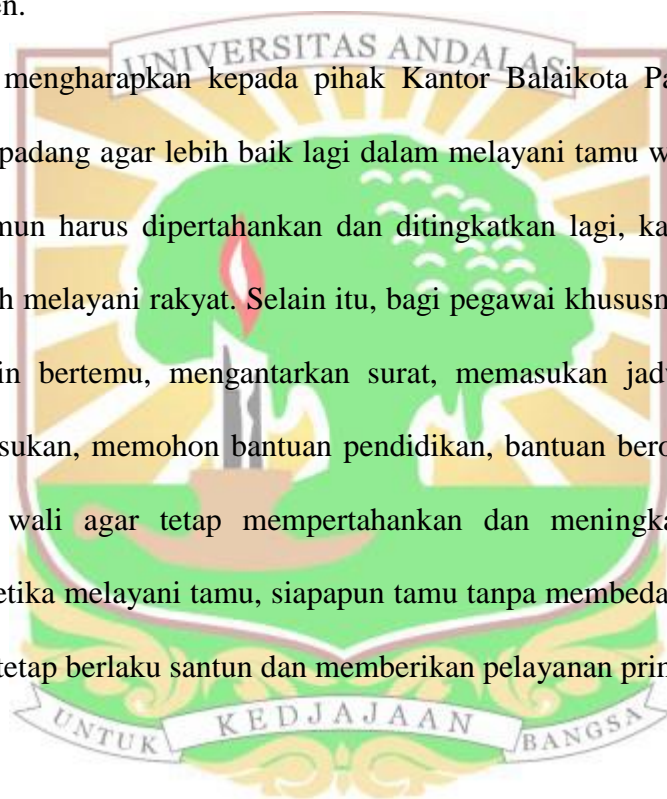 en.
UNIVERSITAS ANDALAS
mengharapkan kepada pihak Kantor Balaikota Pa
padang agar lebih baik lagi dalam melayani tamu w
mun harus dipertahankan dan ditingkatkan lagi, ka
h melayani rakyat. Selain itu, bagi pegawai khususn
in bertemu, mengantarkan surat, memasukan jadw
sukan, memohon bantuan pendidikan, bantuan bero
wali agar tetap mempertahankan dan meningka
etika melayani tamu, siapapun tamu tanpa membeda
tetap berlaku santun dan memberikan pelayanan prim
UNTUK KEDJAJAAN BANGSA